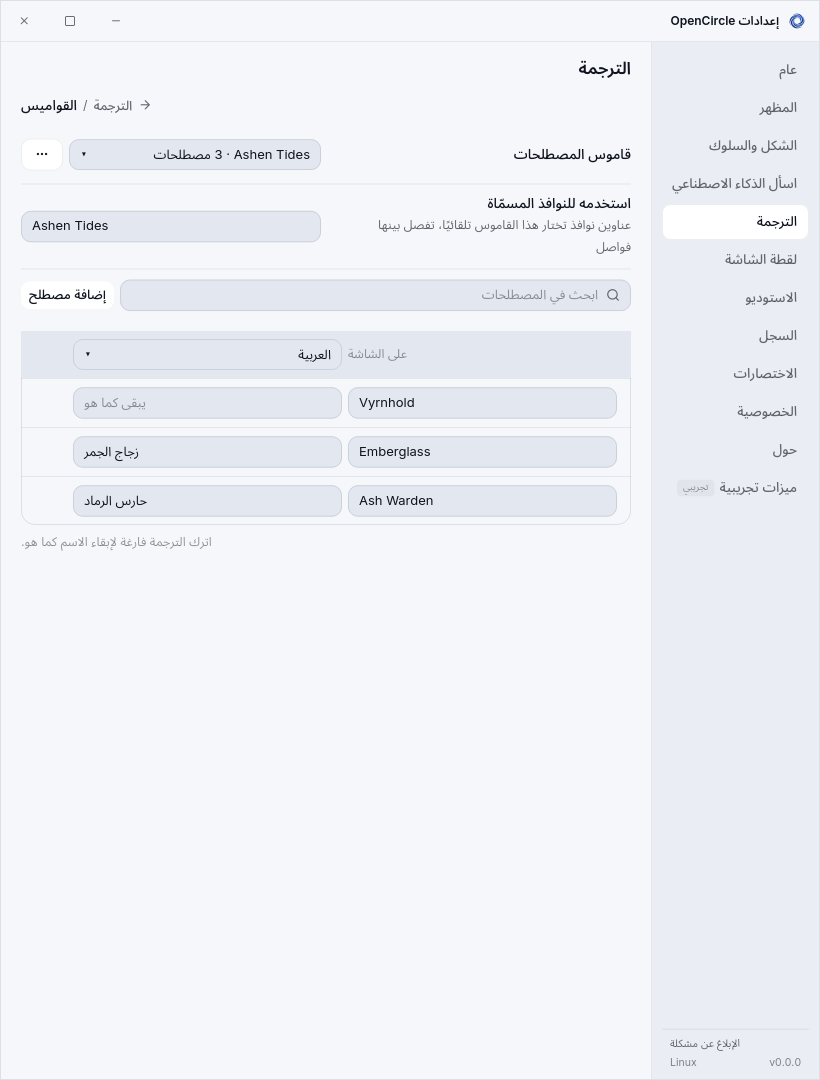 إعدادات OpenCircle
عام
المظهر
الشكل والسلوك
اسأل الذكاء الاصطناعي
الترجمة
لقطة الشاشة
الاستوديو
السجل
الاختصارات
الخصوصية
حول
ميزات تجريبية تجريبي
الإبلاغ عن مشكلة
v0.0.0 Linux
الترجمة
الترجمة / القواميس
قاموس المصطلحات
Ashen Tides · 3 مصطلحات
استخدمه للنوافذ المسمّاة
عناوين نوافذ تختار هذا القاموس تلقائيًا، تفصل بينها
فواصل
Ashen Tides
ابحث في المصطلحات
إضافة مصطلح
على الشاشة
العربية
Vyrnhold
يبقى كما هو
Emberglass
زجاج الجمر
Ash Warden
حارس الرماد
اترك الترجمة فارغة لإبقاء الاسم كما هو.